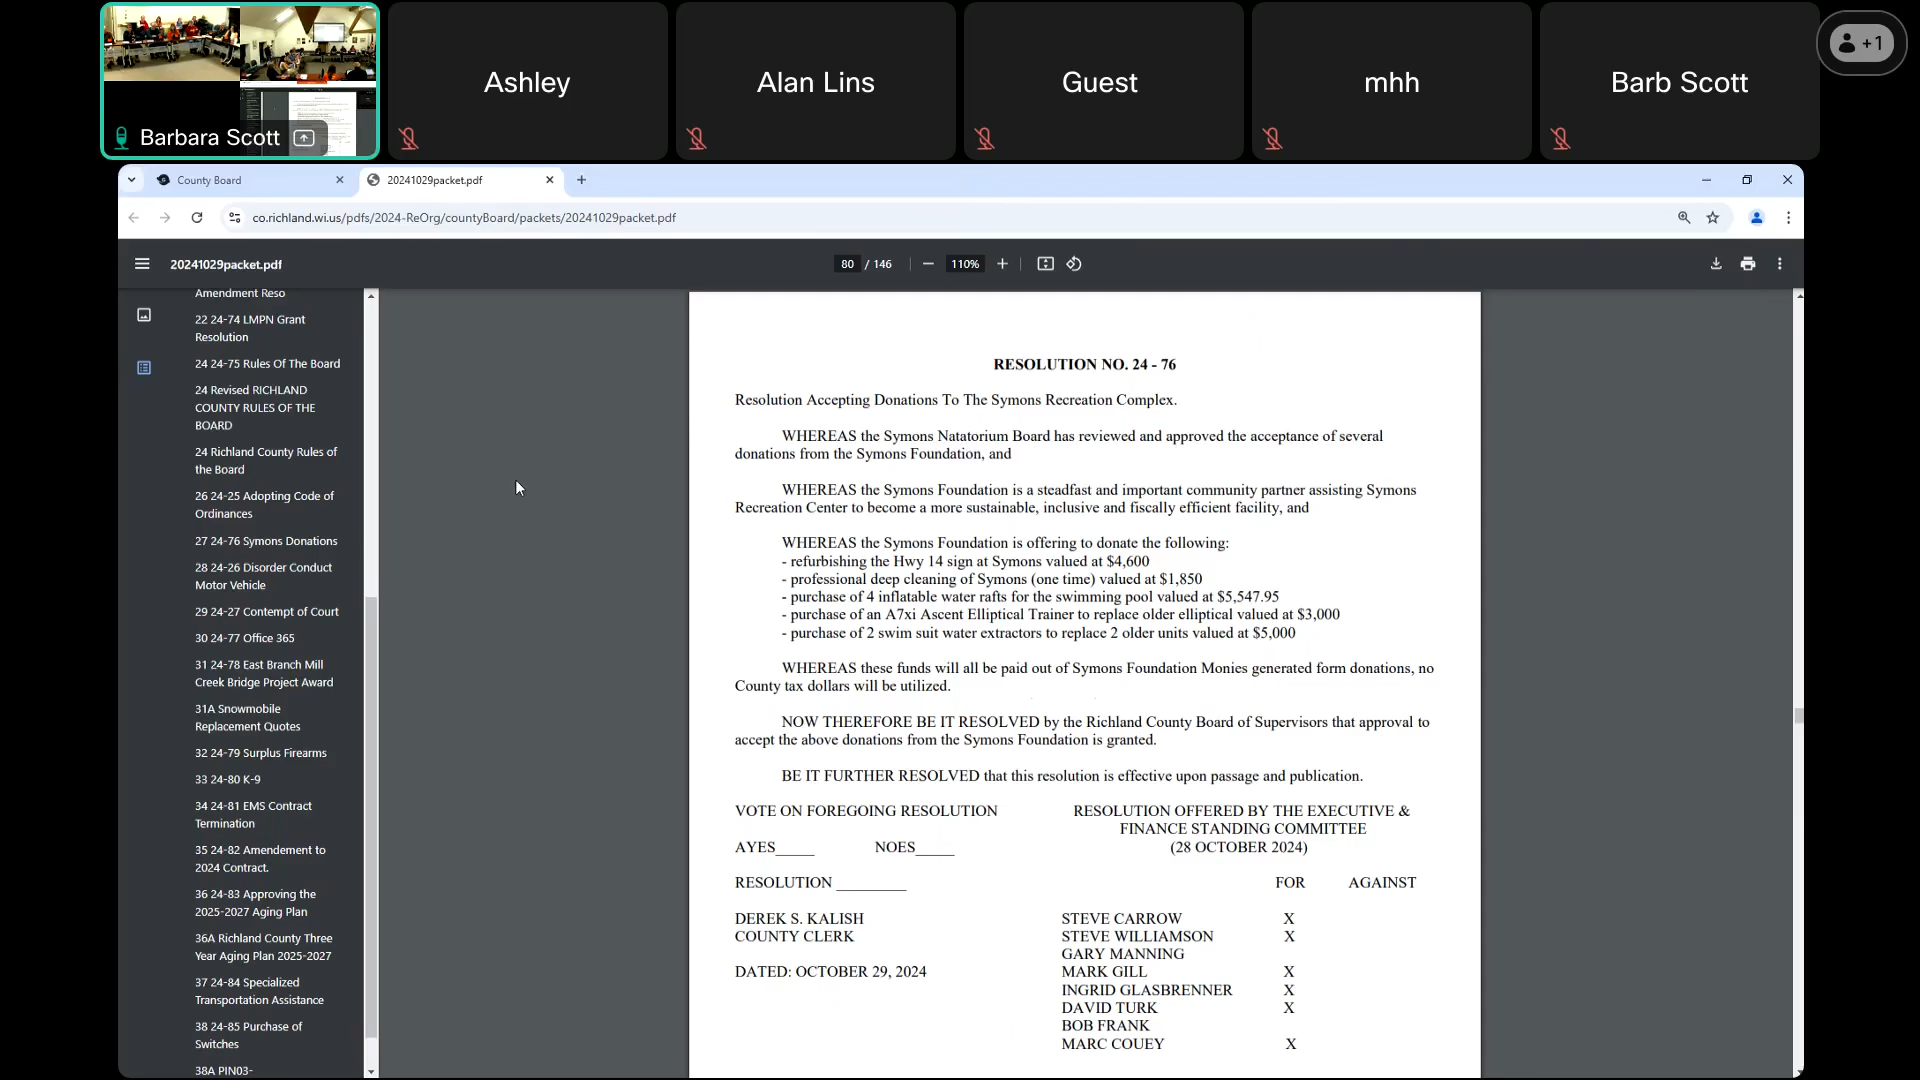 Barbara Scott
Ashley
Alan Lins
Guest
mhh
Barb Scott
+1
County Board
20241029packet.pdf
co.richland.wi.us/pdfs/2024-ReOrg/countyBoard/packets/20241029packet.pdf
20241029packet.pdf
80 / 146
110%
Amendment Reso
22 24-74 LMPN Grant
Resolution
24 24-75 Rules Of The Board
24 Revised RICHLAND
COUNTY RULES OF THE
BOARD
24 Richland County Rules of
the Board
26 24-25 Adopting Code of
Ordinances
27 24-76 Symons Donations
28 24-26 Disorder Conduct
Motor Vehicle
29 24-27 Contempt of Court
30 24-77 Office 365
31 24-78 East Branch Mill
Creek Bridge Project Award
31A Snowmobile
Replacement Quotes
32 24-79 Surplus Firearms
33 24-80 K-9
34 24-81 EMS Contract
Termination
35 24-82 Amendement to
2024 Contract.
36 24-83 Approving the
2025-2027 Aging Plan
36A Richland County Three
Year Aging Plan 2025-2027
37 24-84 Specialized
Transportation Assistance
38 24-85 Purchase of
Switches
38A PIN03-
RESOLUTION NO. 24 - 76
Resolution Accepting Donations To The Symons Recreation Complex.
WHEREAS the Symons Natatorium Board has reviewed and approved the acceptance of several
donations from the Symons Foundation, and
WHEREAS the Symons Foundation is a steadfast and important community partner assisting Symons
Recreation Center to become a more sustainable, inclusive and fiscally efficient facility, and
WHEREAS the Symons Foundation is offering to donate the following:
- refurbishing the Hwy 14 sign at Symons valued at $4,600
- professional deep cleaning of Symons (one time) valued at $1,850
- purchase of 4 inflatable water rafts for the swimming pool valued at $5,547.95
- purchase of an A7xi Ascent Elliptical Trainer to replace older elliptical valued at $3,000
- purchase of 2 swim suit water extractors to replace 2 older units valued at $5,000
WHEREAS these funds will all be paid out of Symons Foundation Monies generated form donations, no
County tax dollars will be utilized.
NOW THEREFORE BE IT RESOLVED by the Richland County Board of Supervisors that approval to
accept the above donations from the Symons Foundation is granted.
BE IT FURTHER RESOLVED that this resolution is effective upon passage and publication.
VOTE ON FOREGOING RESOLUTION
AYES_____ NOES_____
RESOLUTION _________
DEREK S. KALISH
COUNTY CLERK
DATED: OCTOBER 29, 2024
RESOLUTION OFFERED BY THE EXECUTIVE &
FINANCE STANDING COMMITTEE
(28 OCTOBER 2024)
FOR AGAINST
STEVE CARROW X
STEVE WILLIAMSON X
GARY MANNING
MARK GILL X
INGRID GLASBRENNER X
DAVID TURK X
BOB FRANK
MARC COUEY X